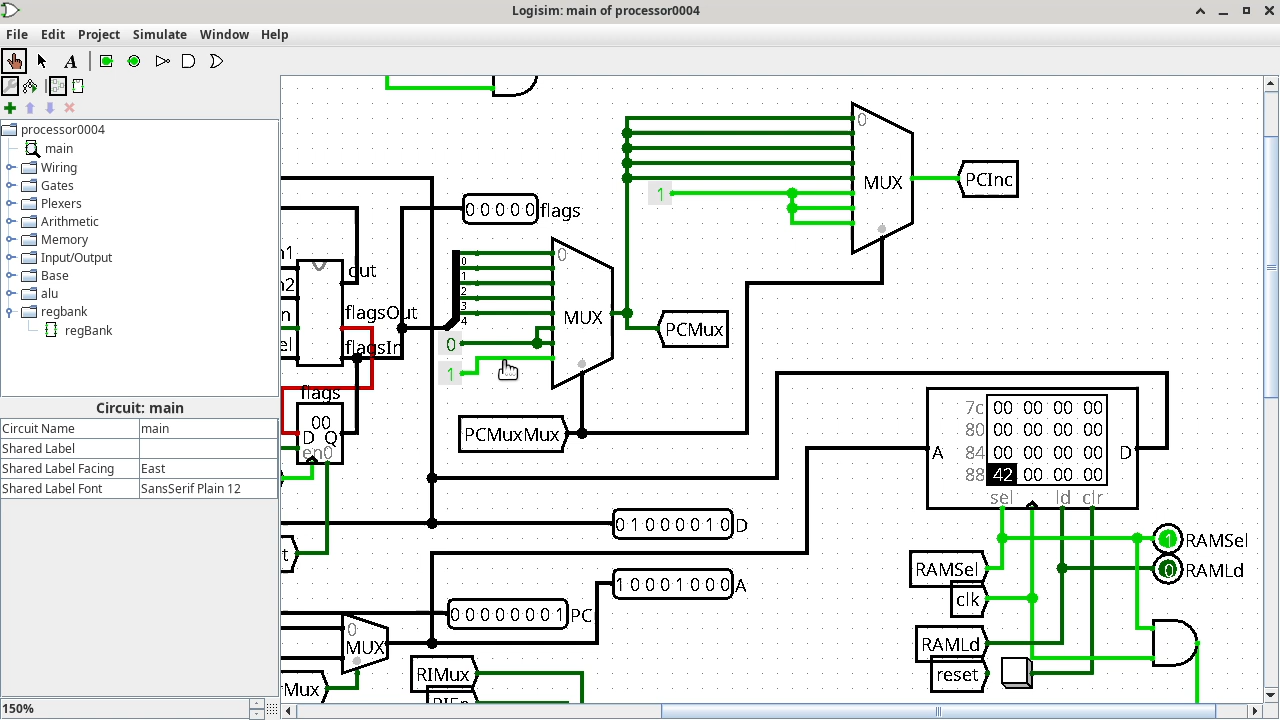 Logisim: main of processor0004
File Edit Project Simulate Window Help
A
processor0004
main
Wiring
Gates
Plexers
Arithmetic
Memory
Input/Output
Base
alu
regbank
regBank
Circuit: main
Circuit Name main
Shared Label
Shared Label Facing East
Shared Label Font SansSerif Plain 12
150%
0
MUX
PCInc
1
0 0 0 0 0 flags
0
1
2
3
4
0
MUX
PCMux
0
1
PCMuxMux
out
flagsOut
flagsIn
flags
00
D Q
en0
0 1 0 0 0 0 1 0 D
1 0 0 0 1 0 0 0 A
0 0 0 0 0 0 0 1 PC
0
MUX
Mux
RIMux
7c 00 00 00 00
80 00 00 00 00
84 00 00 00 00
88 42 00 00 00
A
D
sel ld clr
1 RAMSel
0 RAMLd
RAMSel
clk
RAMLd
reset